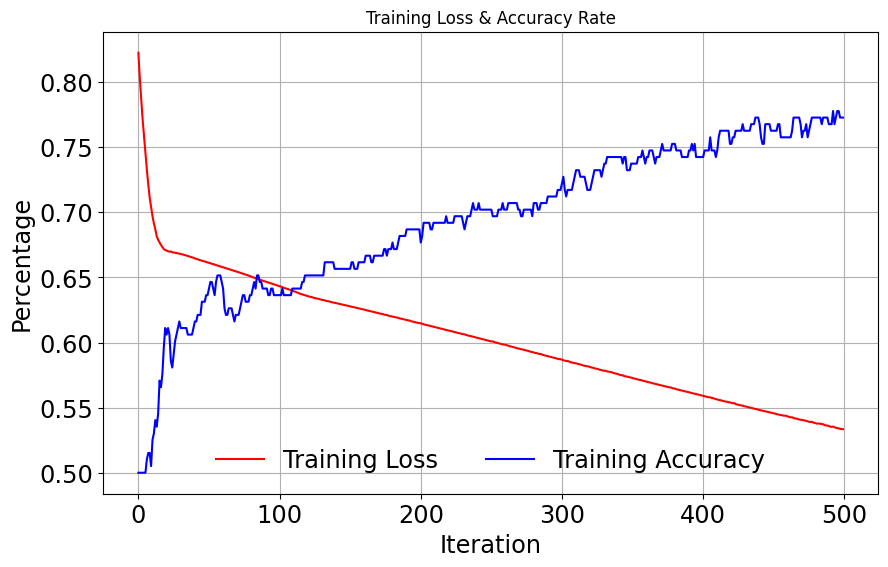 Training Loss & Accuracy Rate
Percentage
0.80
0.75
0.70
0.65
0.60
0.55
0.50
Training Loss Training Accuracy
0 100 200 300 400 500
Iteration